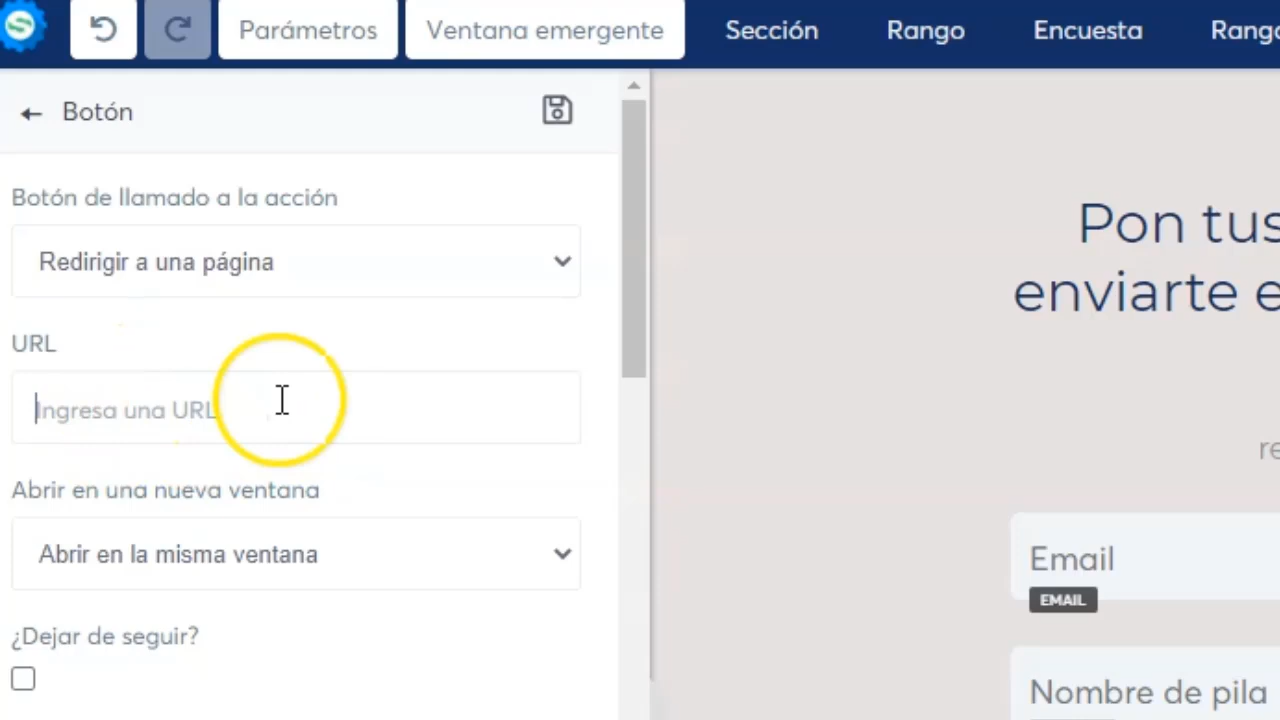 Parámetros
Ventana emergente
Sección
Rango
Encuesta
Rango
Botón
Botón de llamado a la acción
Redirigir a una página
URL
Ingresa una URL
Abrir en una nueva ventana
Abrir en la misma ventana
¿Dejar de seguir?
Pon tus
enviarte e
re
Email
EMAIL
Nombre de pila